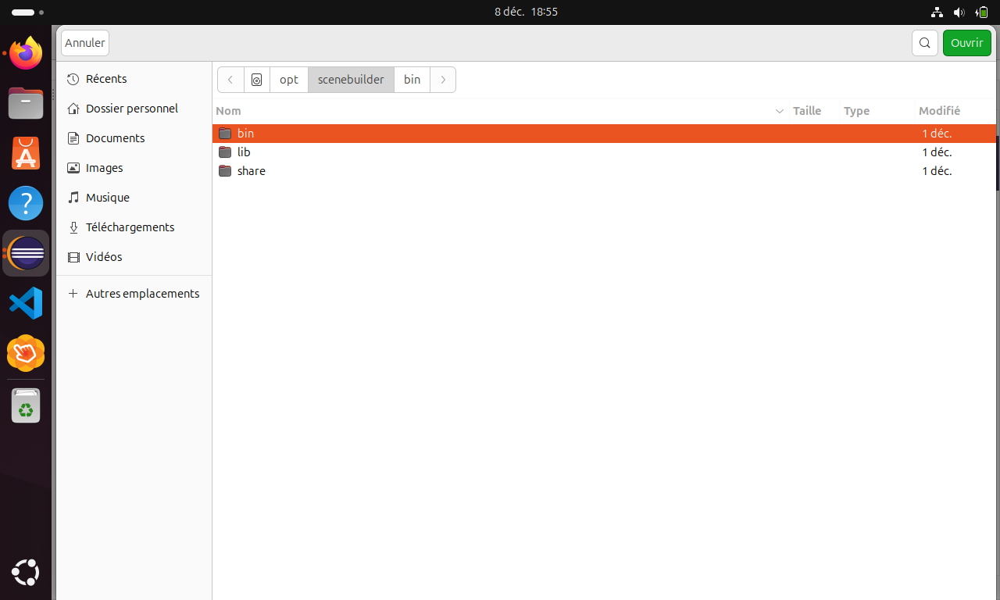 8 déc. 18:55
Annuler
Ouvrir
Récents
Dossier personnel
Documents
Images
Musique
Téléchargements
Vidéos
Autres emplacements
opt scenebuilder bin
Nom Taille Type Modifié
bin 1 déc.
lib 1 déc.
share 1 déc.